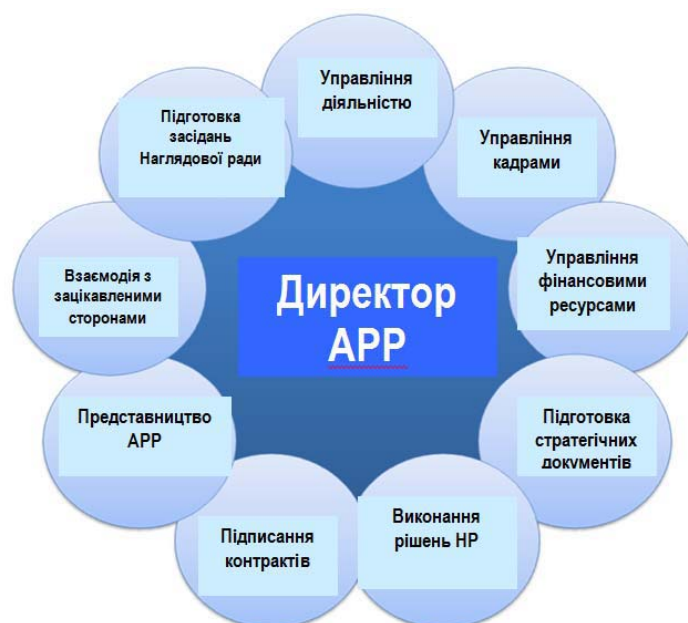 Управління
діяльністю
Управління
кадрами
Управління
фінансовими
ресурсами
Підготовка
стратегічних
документів
Виконання
рішень НР
Підписання
контрактів
Представництво
АРР
Взаємодія з
зацікавленими
сторонами
Підготовка
засідань
Наглядової ради
Директор
АРР